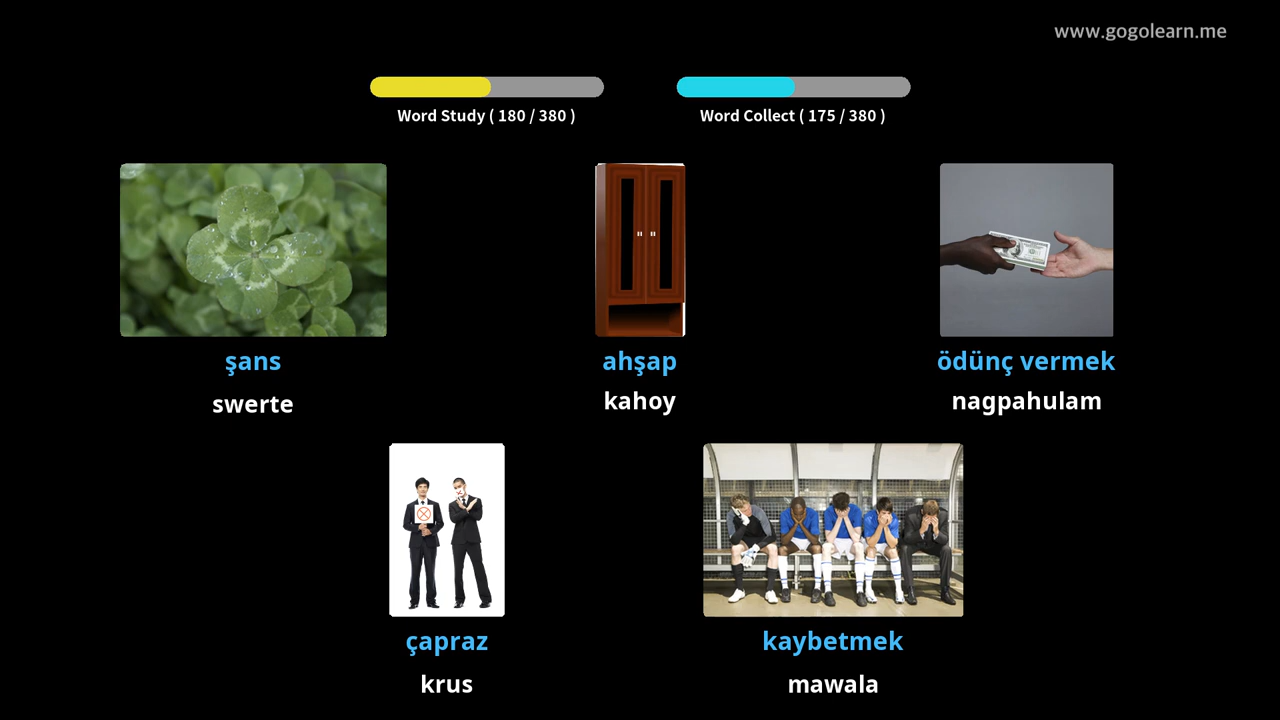 www.gogolearn.me
Word Study ( 180 / 380 )
Word Collect ( 175 / 380 )
şans
swerte
ahşap
kahoy
ödünç vermek
nagpahulam
çapraz
krus
kaybetmek
mawala